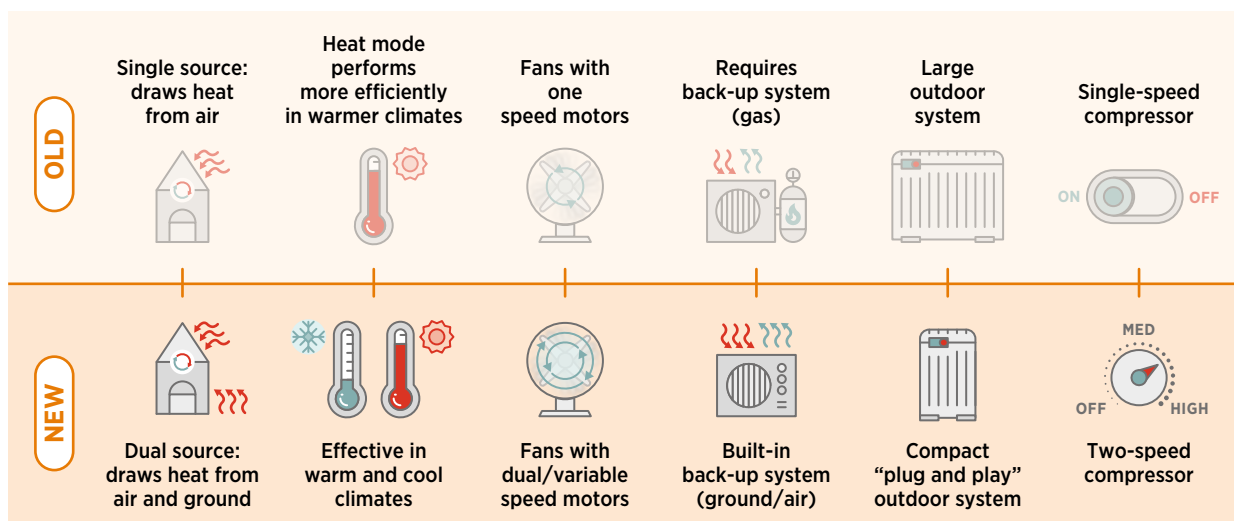 OLD
Single source:
draws heat
from air
Heat mode
performs
more efficiently
in warmer climates
Fans with
one
speed motors
Requires
back-up system
(gas)
Large
outdoor
system
Single-speed
compressor
ON
OFF
NEW
Dual source:
draws heat from
air and ground
Effective in
warm and cool
climates
Fans with
dual/variable
speed motors
Built-in
back-up system
(ground/air)
Compact
“plug and play”
outdoor system
MED
OFF
HIGH
Two-speed
compressor